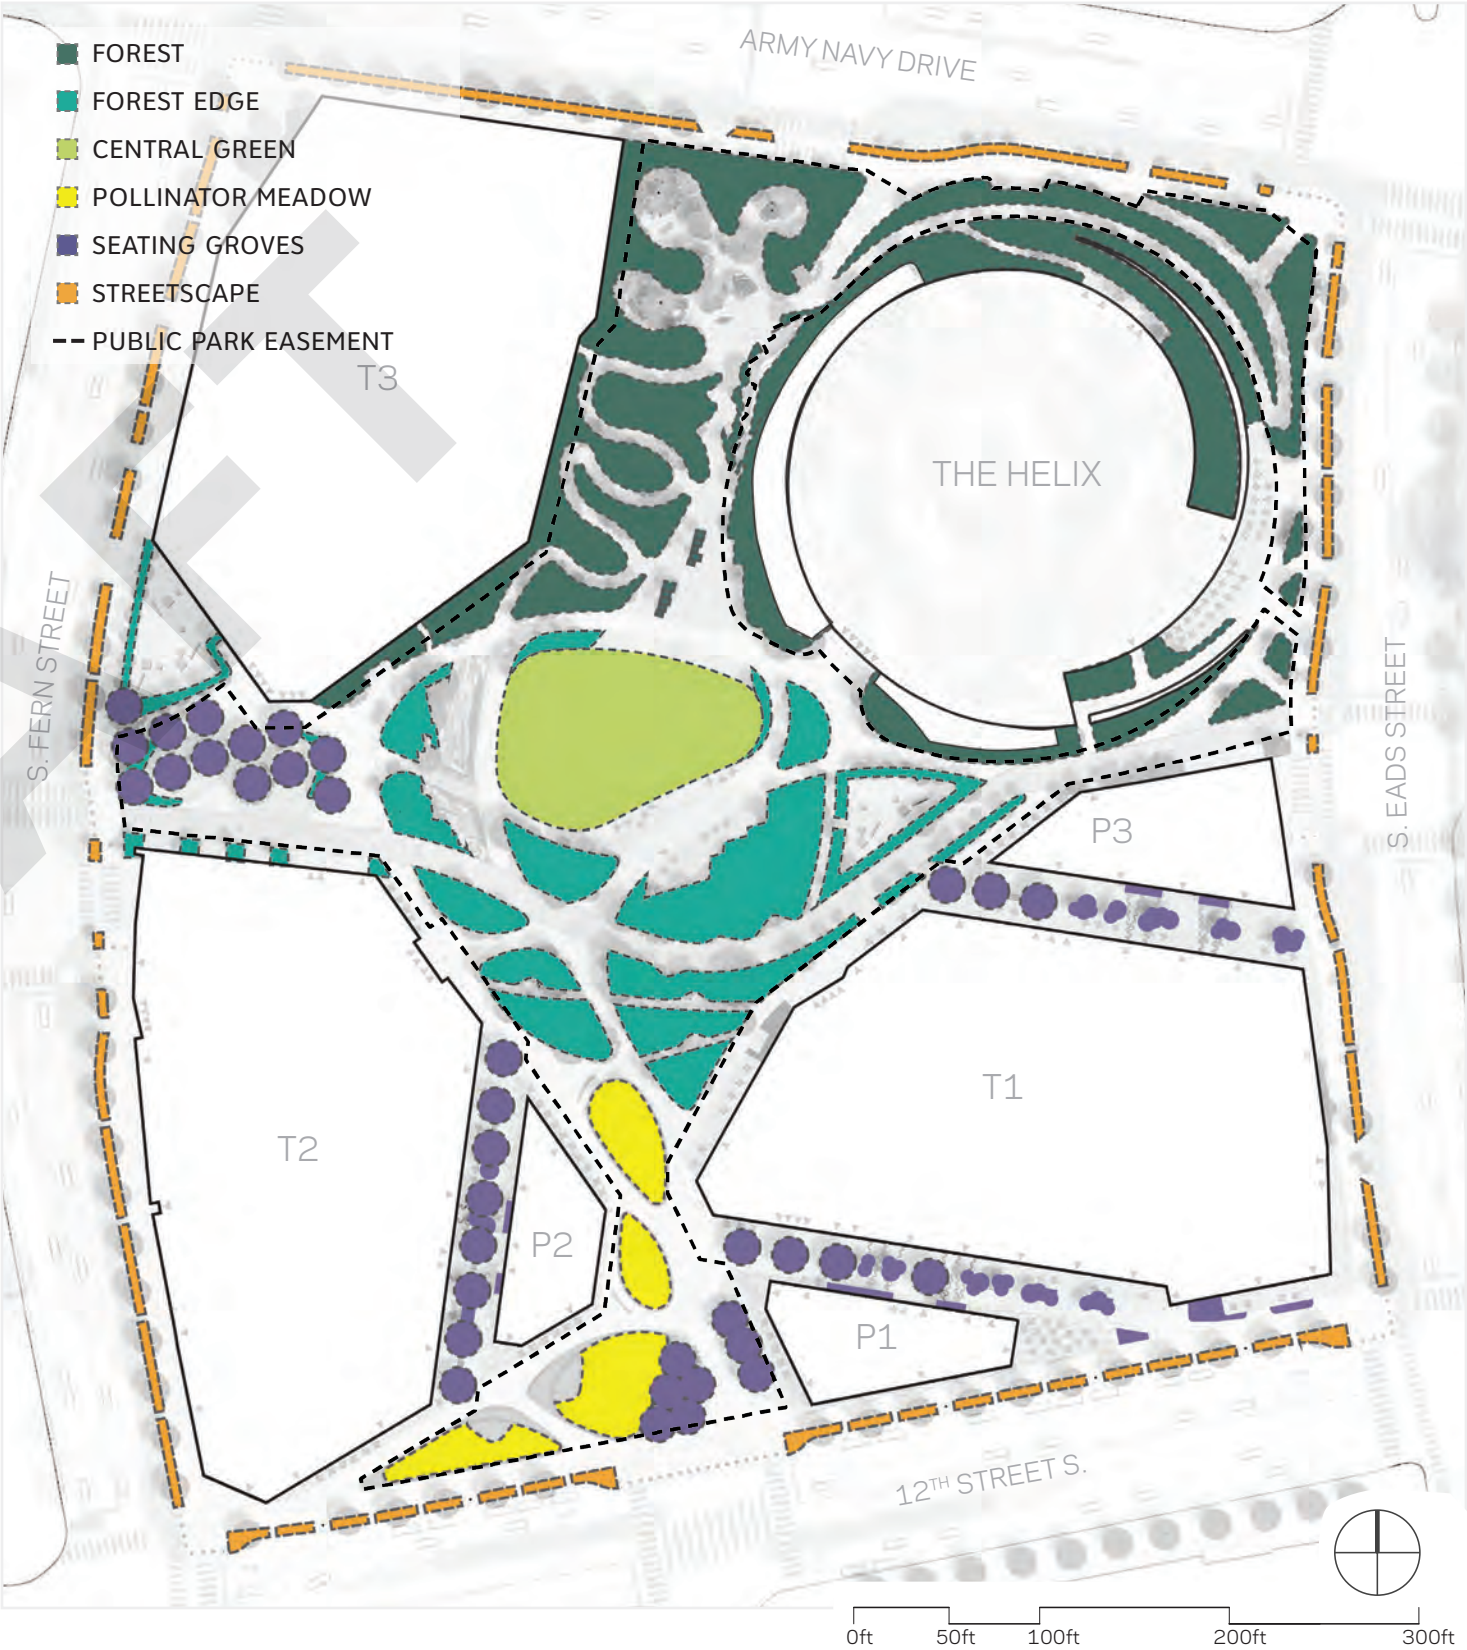 FOREST
FOREST EDGE
CENTRAL GREEN
POLLINATOR MEADOW
SEATING GROVES
STREETSCAPE
PUBLIC PARK EASEMENT
ARMY NAVY DRIVE
T3
THE HELIX
S. FERN STREET
S. EADS STREET
P3
T1
T2
P2
P1
12TH STREET S.
0ft 50ft 100ft 200ft 300ft